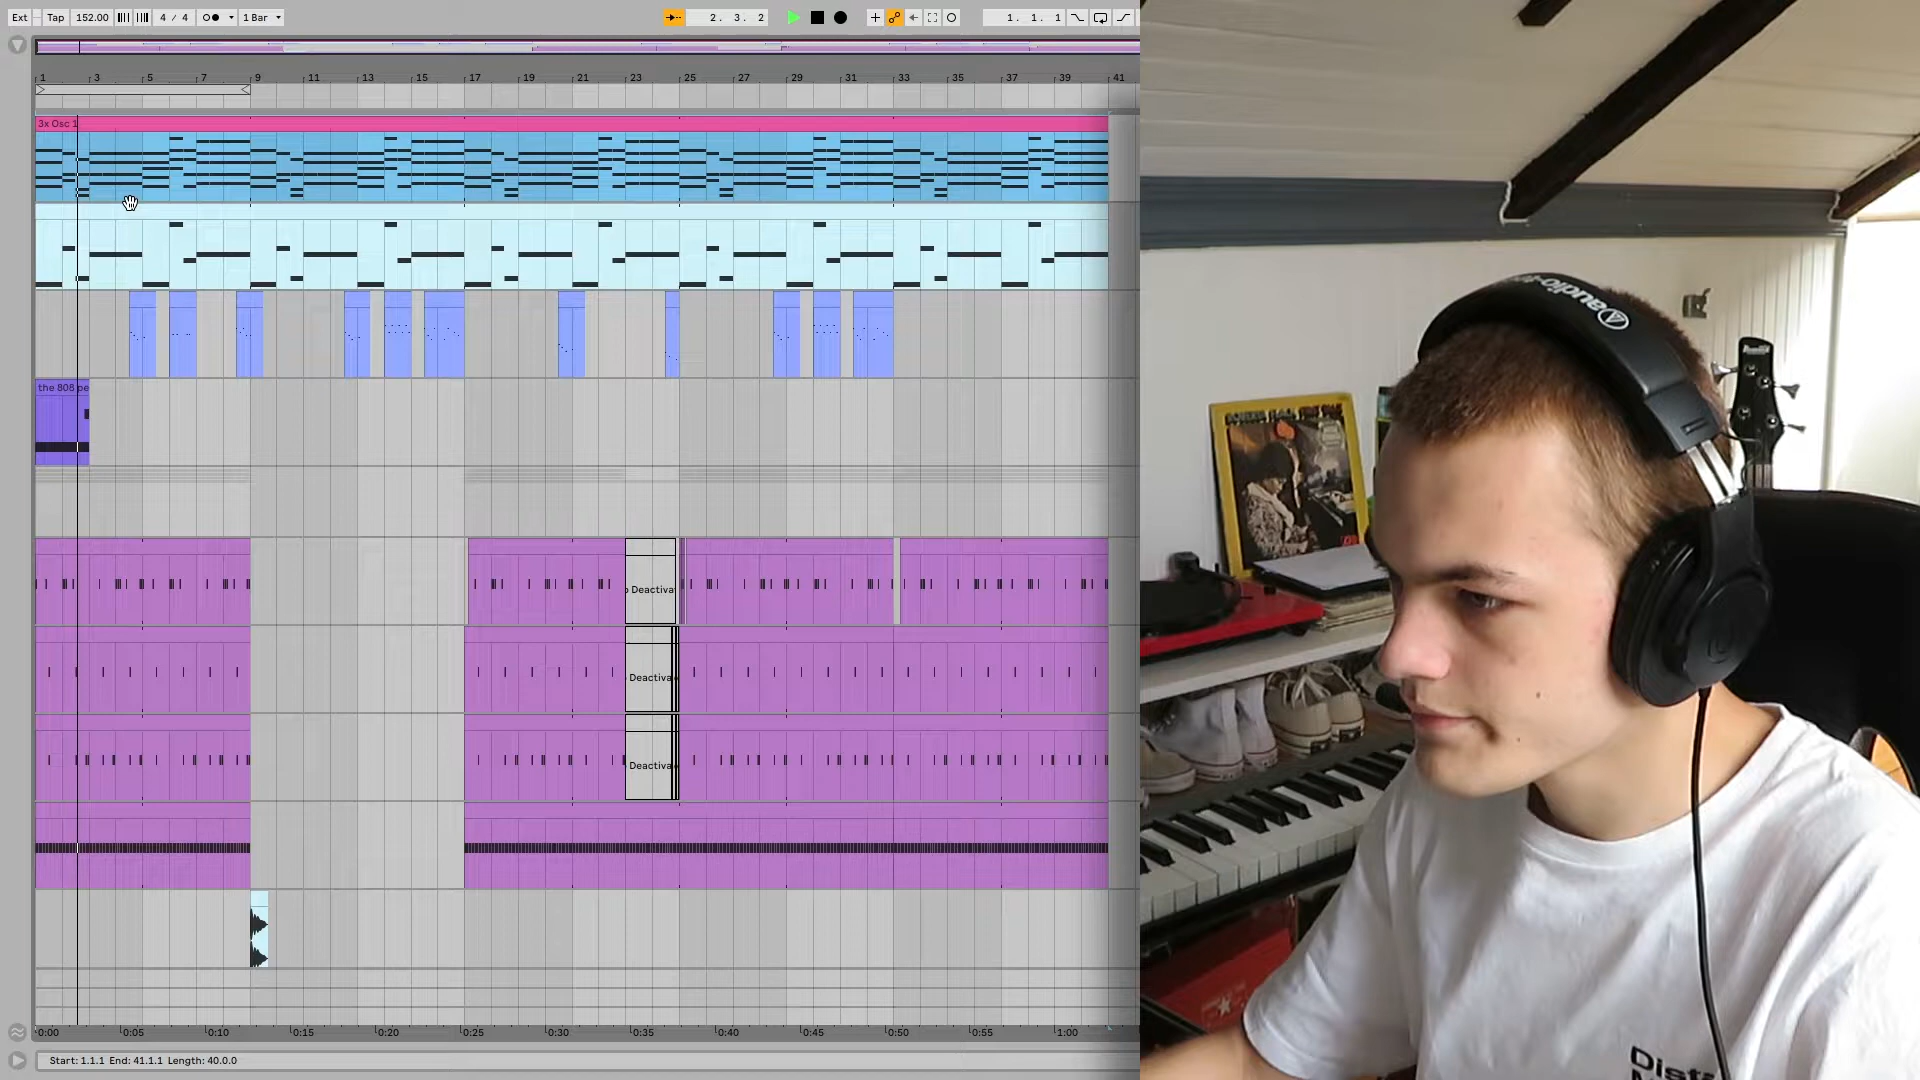 Ext Tap 152.00 4 / 4 1 Bar 2. 3. 2 1. 1. 1
1 3 5 7 9 11 13 15 17 19 21 23 25 27 29 31 33 35 37 39 41
3x Osc 1
the 808 pe
Deactiva
Deactiva
Deactiva
0:00 0:05 0:10 0:15 0:20 0:25 0:30 0:35 0:40 0:45 0:50 0:55 1:00
Start: 1.1.1 End: 41.1.1 Length: 40.0.0
audio-te
Ibanez
Dist